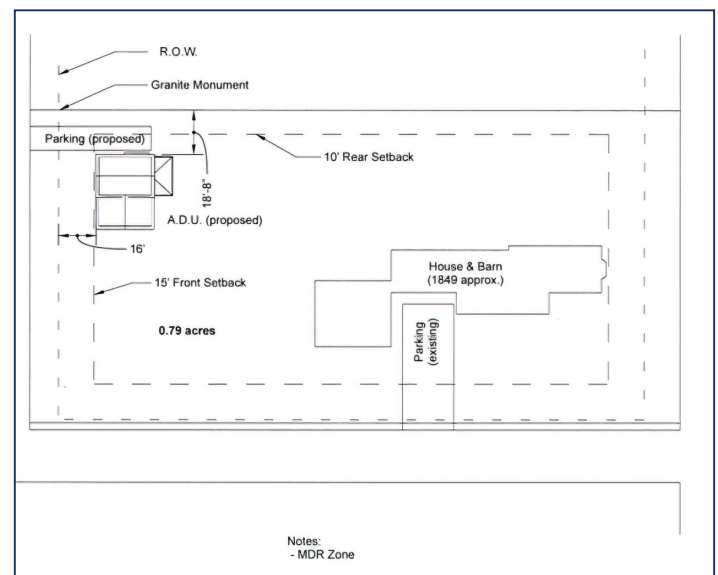 R.O.W.
Granite Monument
Parking (proposed)
10' Rear Setback
18'-8"
A.D.U. (proposed)
16'
15' Front Setback
House & Barn
(1849 approx.)
0.79 acres
Parking
(existing)
Notes:
- MDR Zone